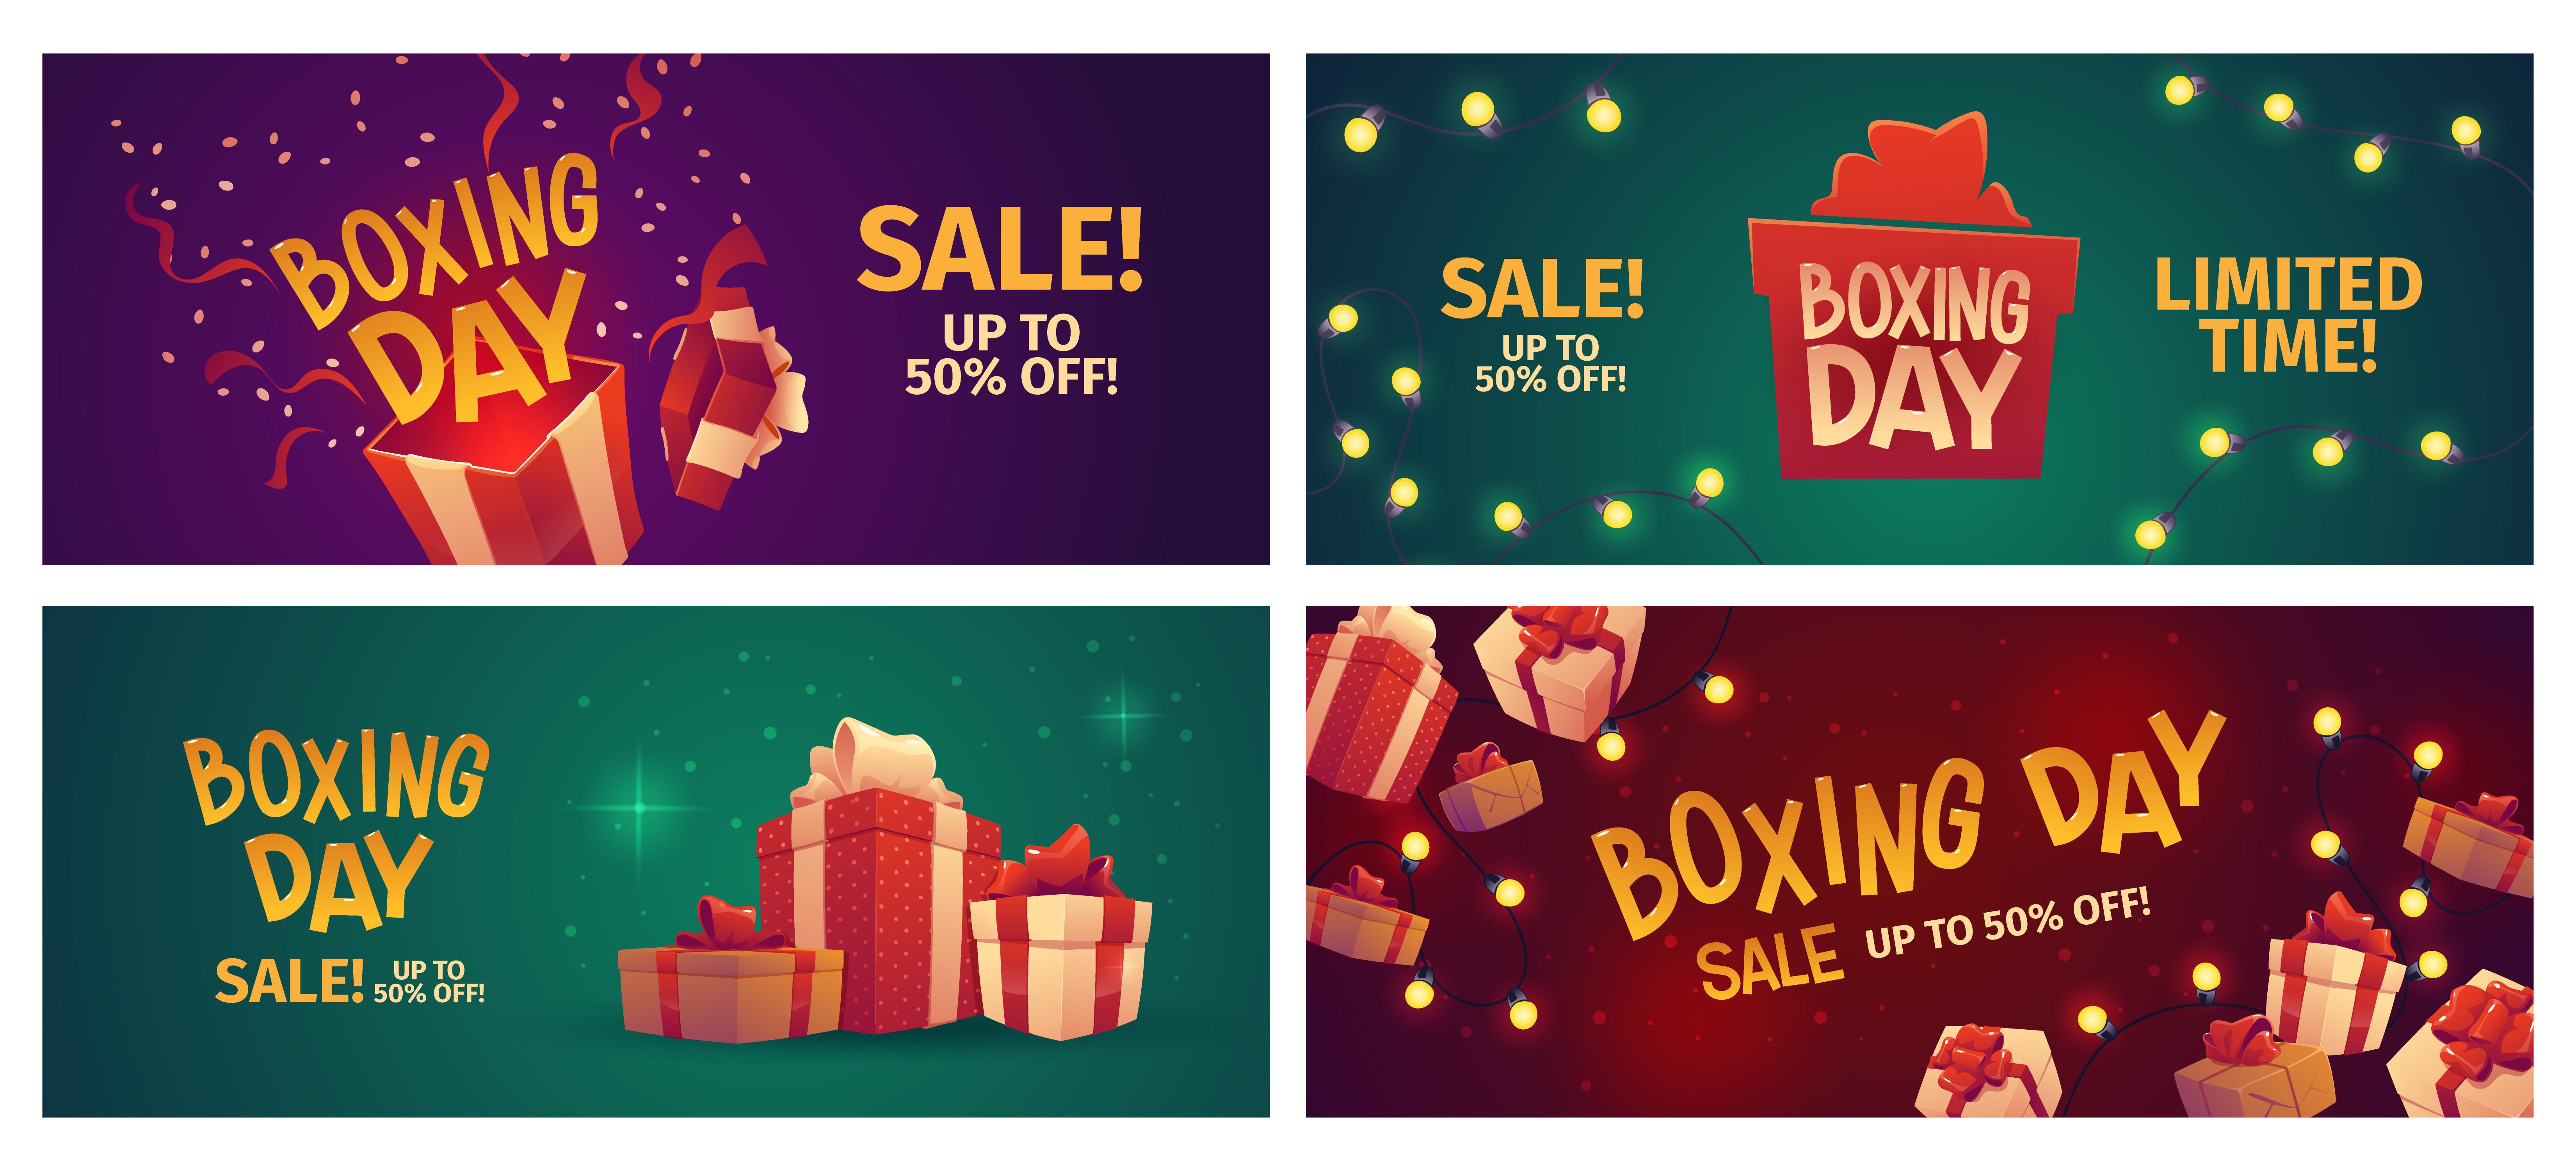 BOXING
DAY
SALE!
UP TO
50% OFF!
SALE!
UP TO
50% OFF!
BOXING
DAY
LIMITED
TIME!
BOXING
DAY
SALE! UP TO
50% OFF!
BOXING DAY
SALE UP TO 50% OFF!